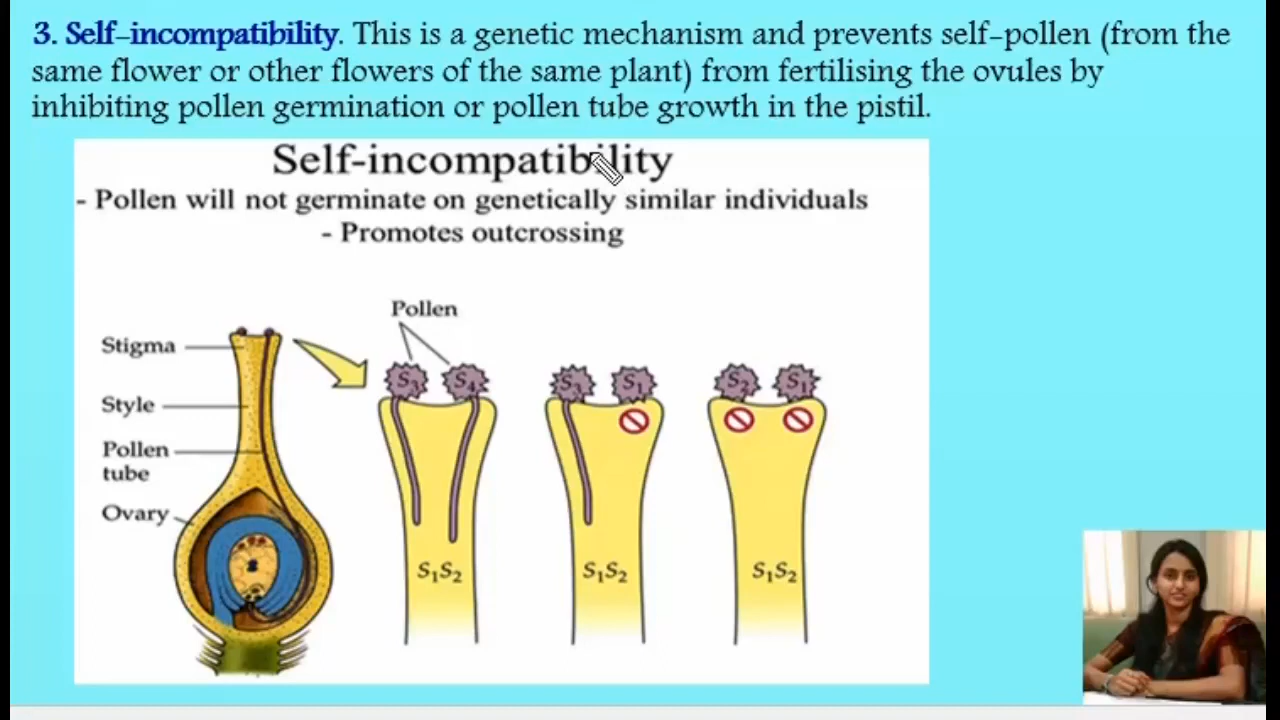 3. Self-incompatibility. This is a genetic mechanism and prevents self-pollen (from the
same flower or other flowers of the same plant) from fertilising the ovules by
inhibiting pollen germination or pollen tube growth in the pistil.
Self-incompatibility
- Pollen will not germinate on genetically similar individuals
- Promotes outcrossing
Pollen
Stigma
Style
Pollen
tube
Ovary
S₃ S₄ S₃ S₁ S₂ S₁
S₁S₂ S₁S₂ S₁S₂